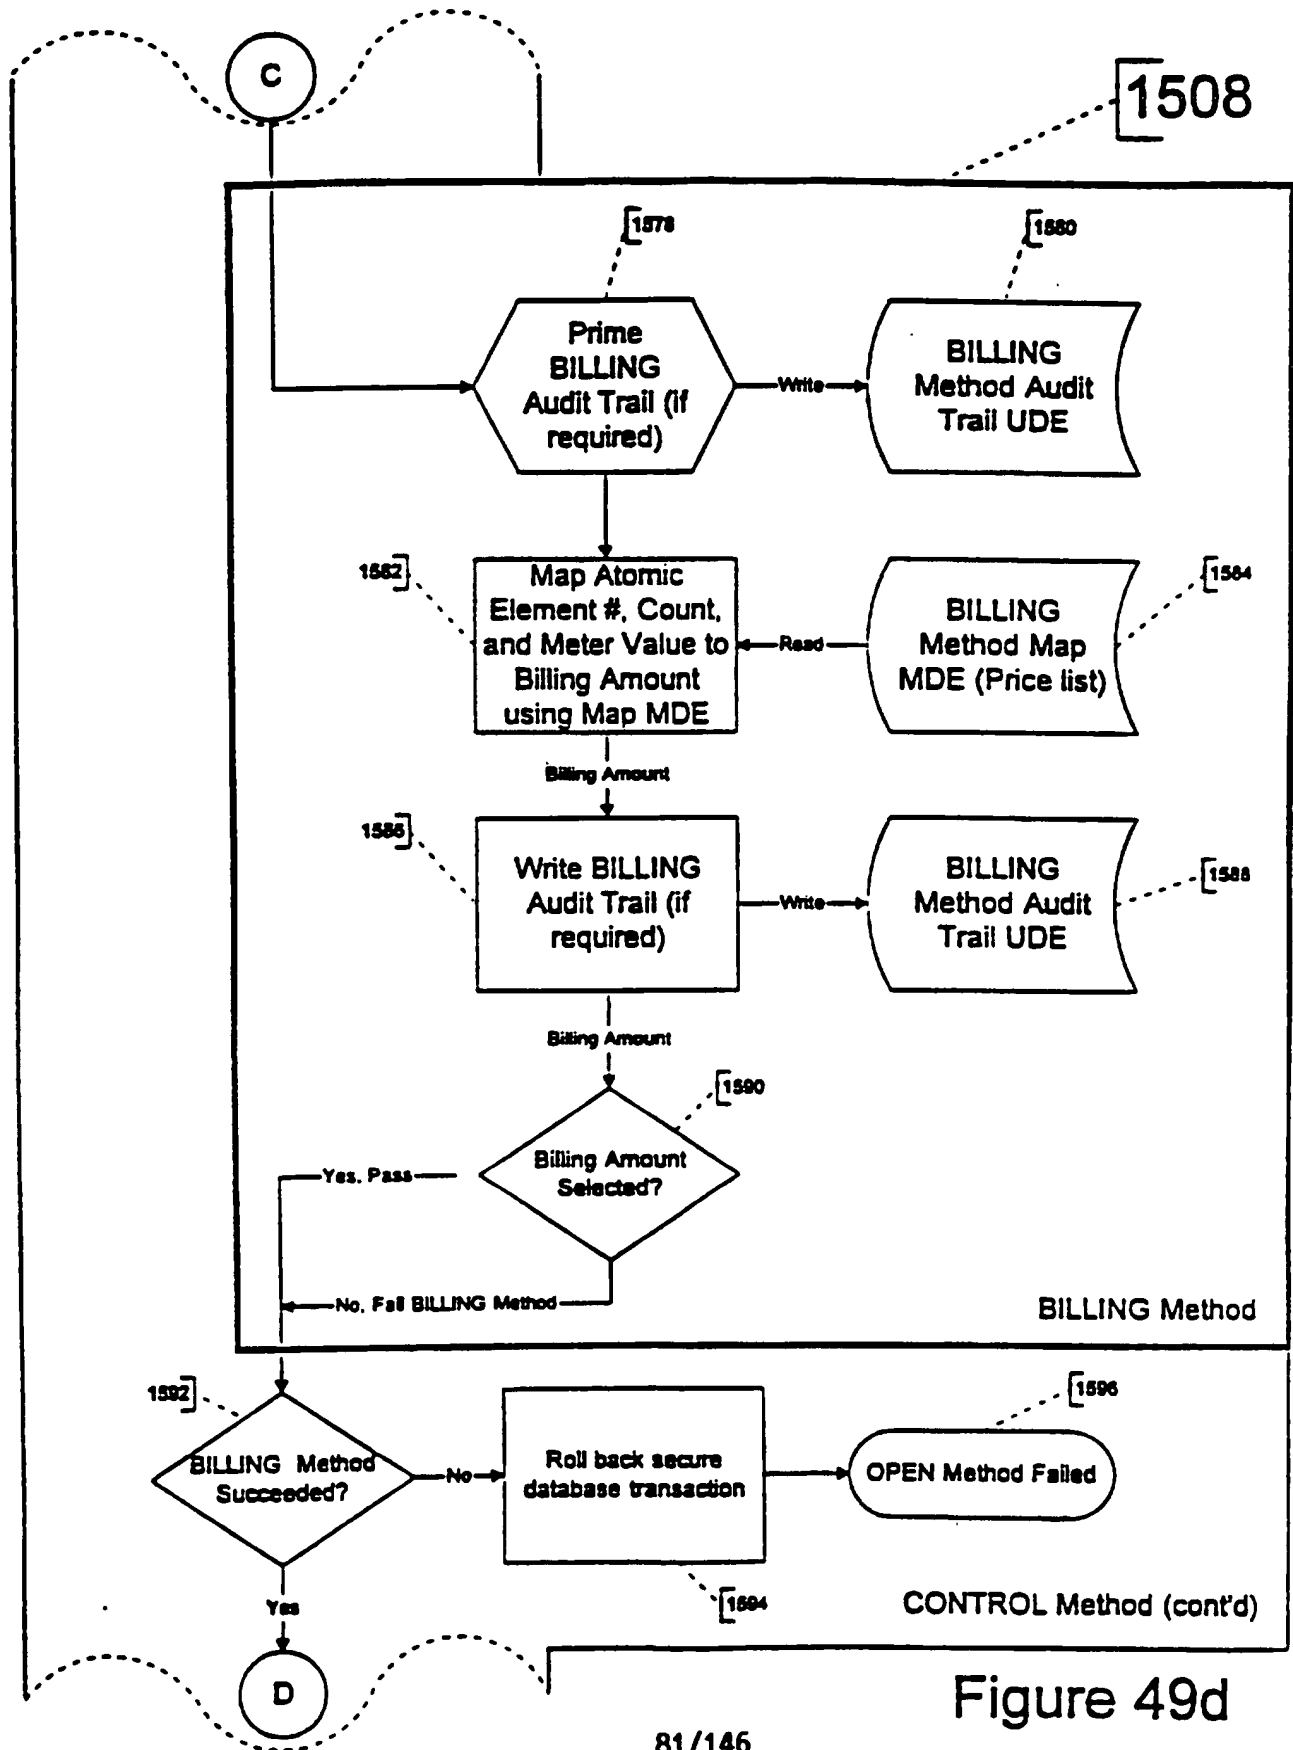 C
1508
1578
1580
Prime
BILLING
Audit Trail (if
required)
Write
BILLING
Method Audit
Trail UDE
1582
Map Atomic
Element #, Count,
and Meter Value to
Billing Amount
using Map MDE
Read
BILLING
Method Map
MDE (Price list)
1584
Billing Amount
1586
Write BILLING
Audit Trail (if
required)
Write
BILLING
Method Audit
Trail UDE
1588
Billing Amount
1590
Billing Amount
Selected?
Yes, Pass
No, Fail BILLING Method
BILLING Method
1592
BILLING Method
Succeeded?
No
Roll back secure
database transaction
1596
OPEN Method Failed
1594
Yes
CONTROL Method (cont'd)
D
Figure 49d
81/146